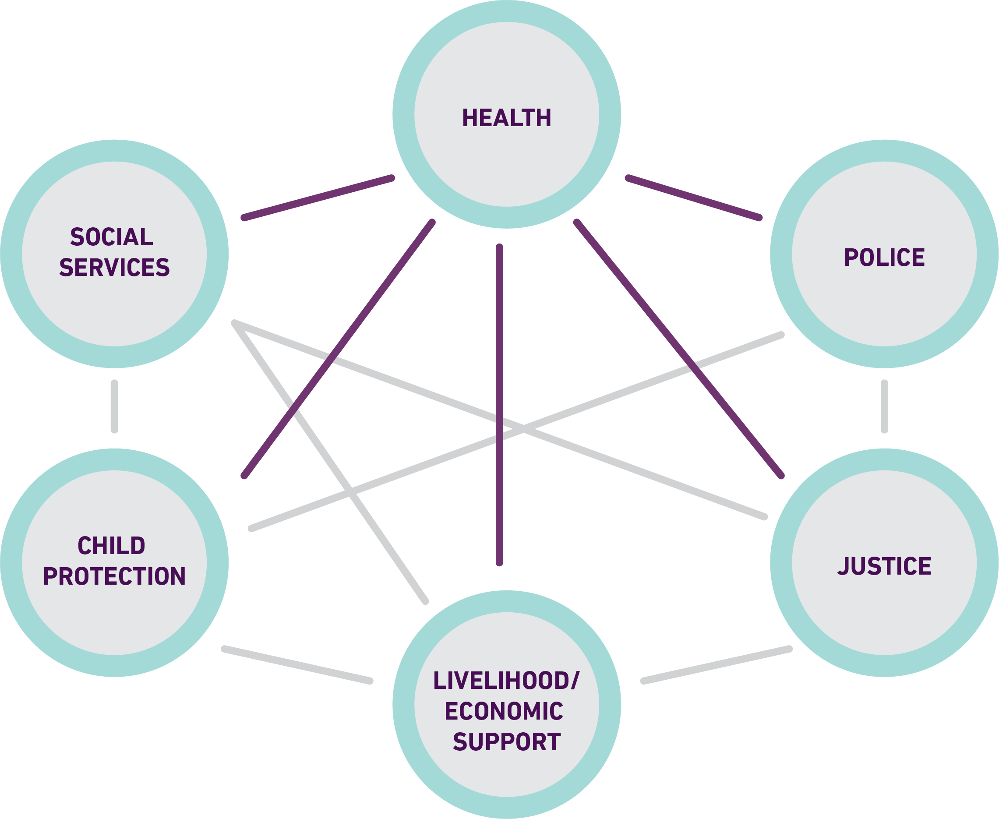 HEALTH
SOCIAL
SERVICES
POLICE
CHILD
PROTECTION
JUSTICE
LIVELIHOOD/
ECONOMIC
SUPPORT